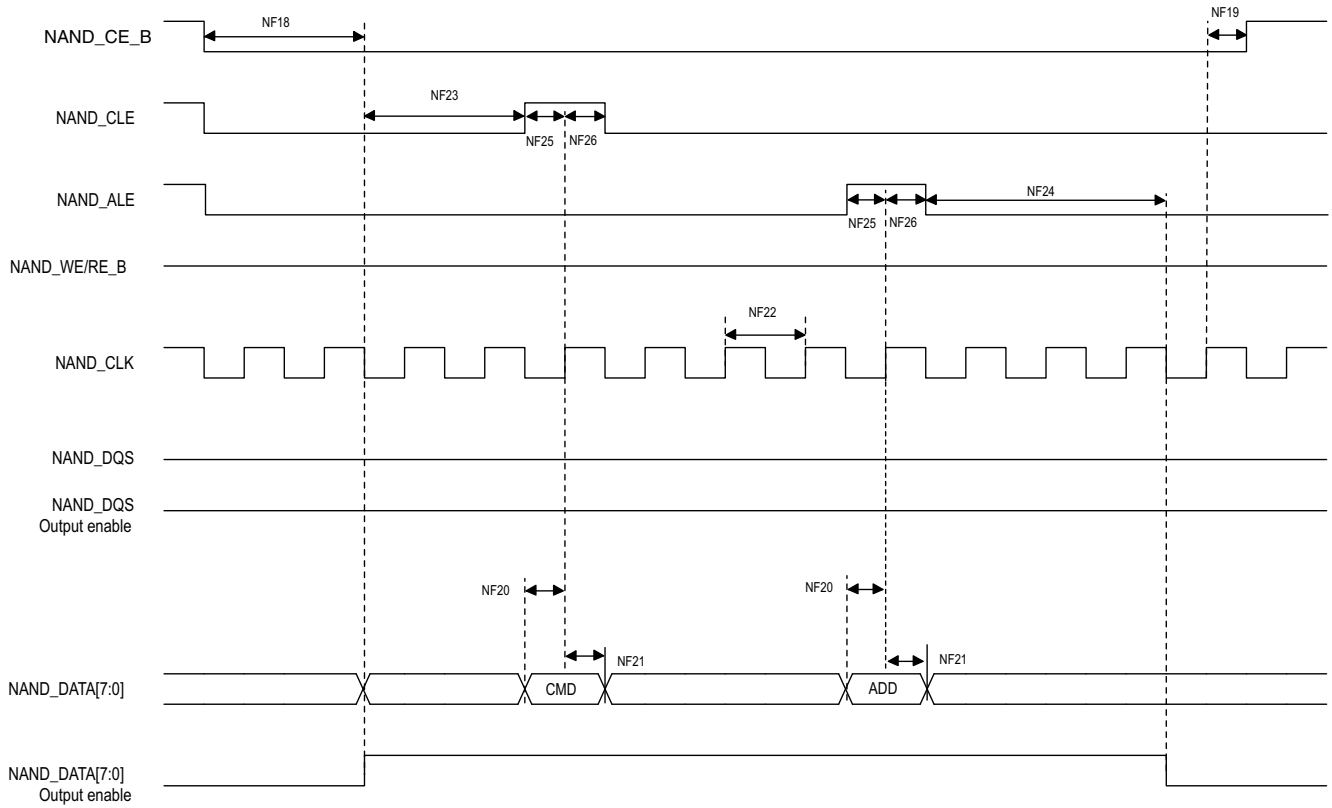 NF18
NF19
NAND_CE_B
NF23
NAND_CLE
NF25 NF26
NAND_ALE
NF24
NF25 NF26
NAND_WE/RE_B
NF22
NAND_CLK
NAND_DQS
NAND_DQS
Output enable
NF20
NF20
NF21
NF21
NAND_DATA[7:0]
CMD
ADD
NAND_DATA[7:0]
Output enable